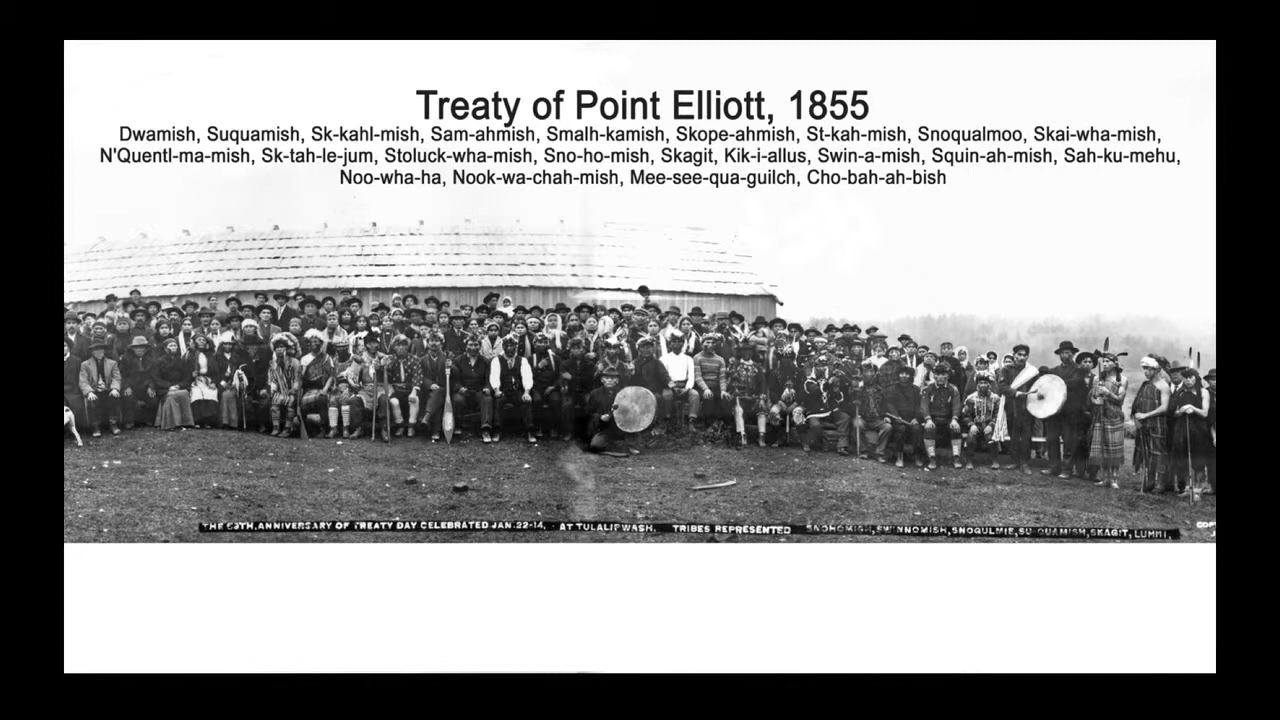 Treaty of Point Elliott, 1855
Dwamish, Suquamish, Sk-kahl-mish, Sam-ahmish, Smalh-kamish, Skope-ahmish, St-kah-mish, Snoqualmoo, Skai-wha-mish,
N'Quentl-ma-mish, Sk-tah-le-jum, Stoluck-wha-mish, Sno-ho-mish, Skagit, Kik-i-allus, Swin-a-mish, Squin-ah-mish, Sah-ku-mehu,
Noo-wha-ha, Nook-wa-chah-mish, Mee-see-qua-guilch, Cho-bah-ah-bish
THE ANNIVERSARY OF TREATY DAY CELEBRATED JAN.22-14, - AT TULALIP WASH. TRIBES REPRESENTED SNOHOMISH, SWINNOMISH, SNOQULMIE, SU-QUAMISH, SKAGIT, LUMMI,